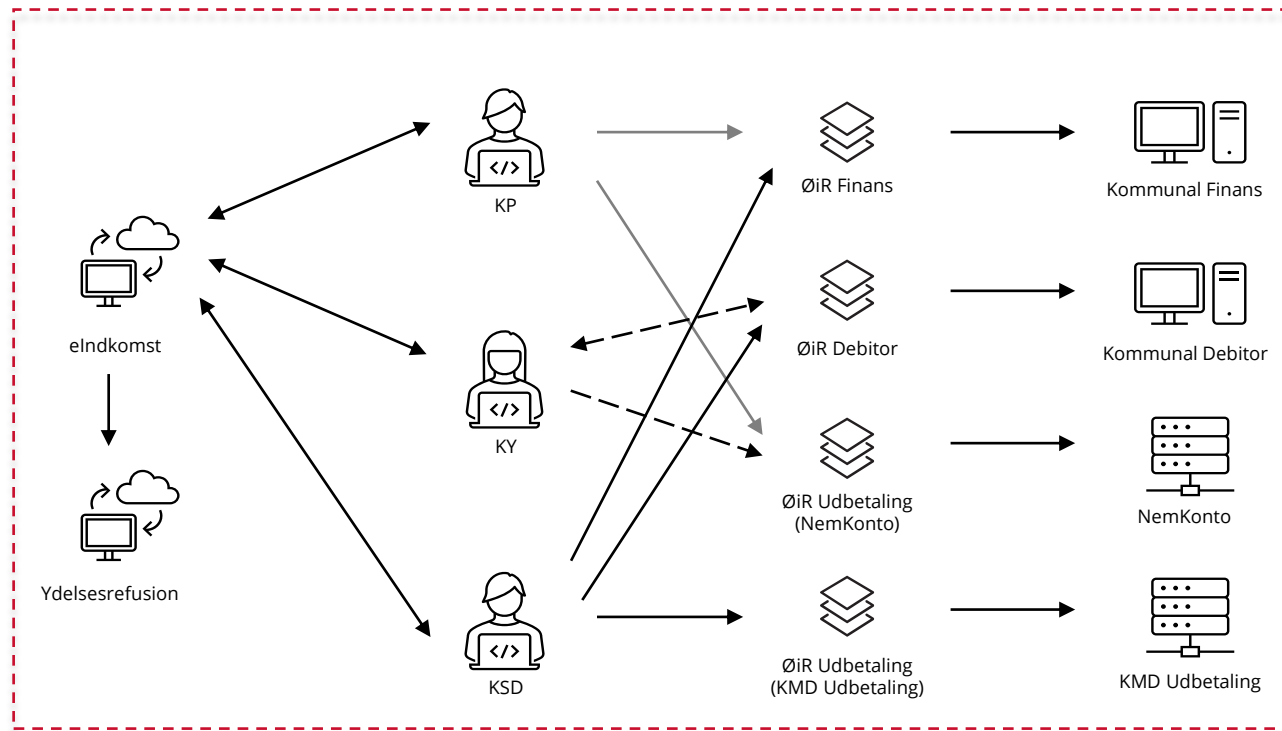 </>
KP
ØiR Finans
Kommunal Finans
eIndkomst
</>
KY
ØiR Debitor
Kommunal Debitor
ØiR Udbetaling
(NemKonto)
NemKonto
Ydelsesrefusion
</>
KSD
ØiR Udbetaling
(KMD Udbetaling)
KMD Udbetaling